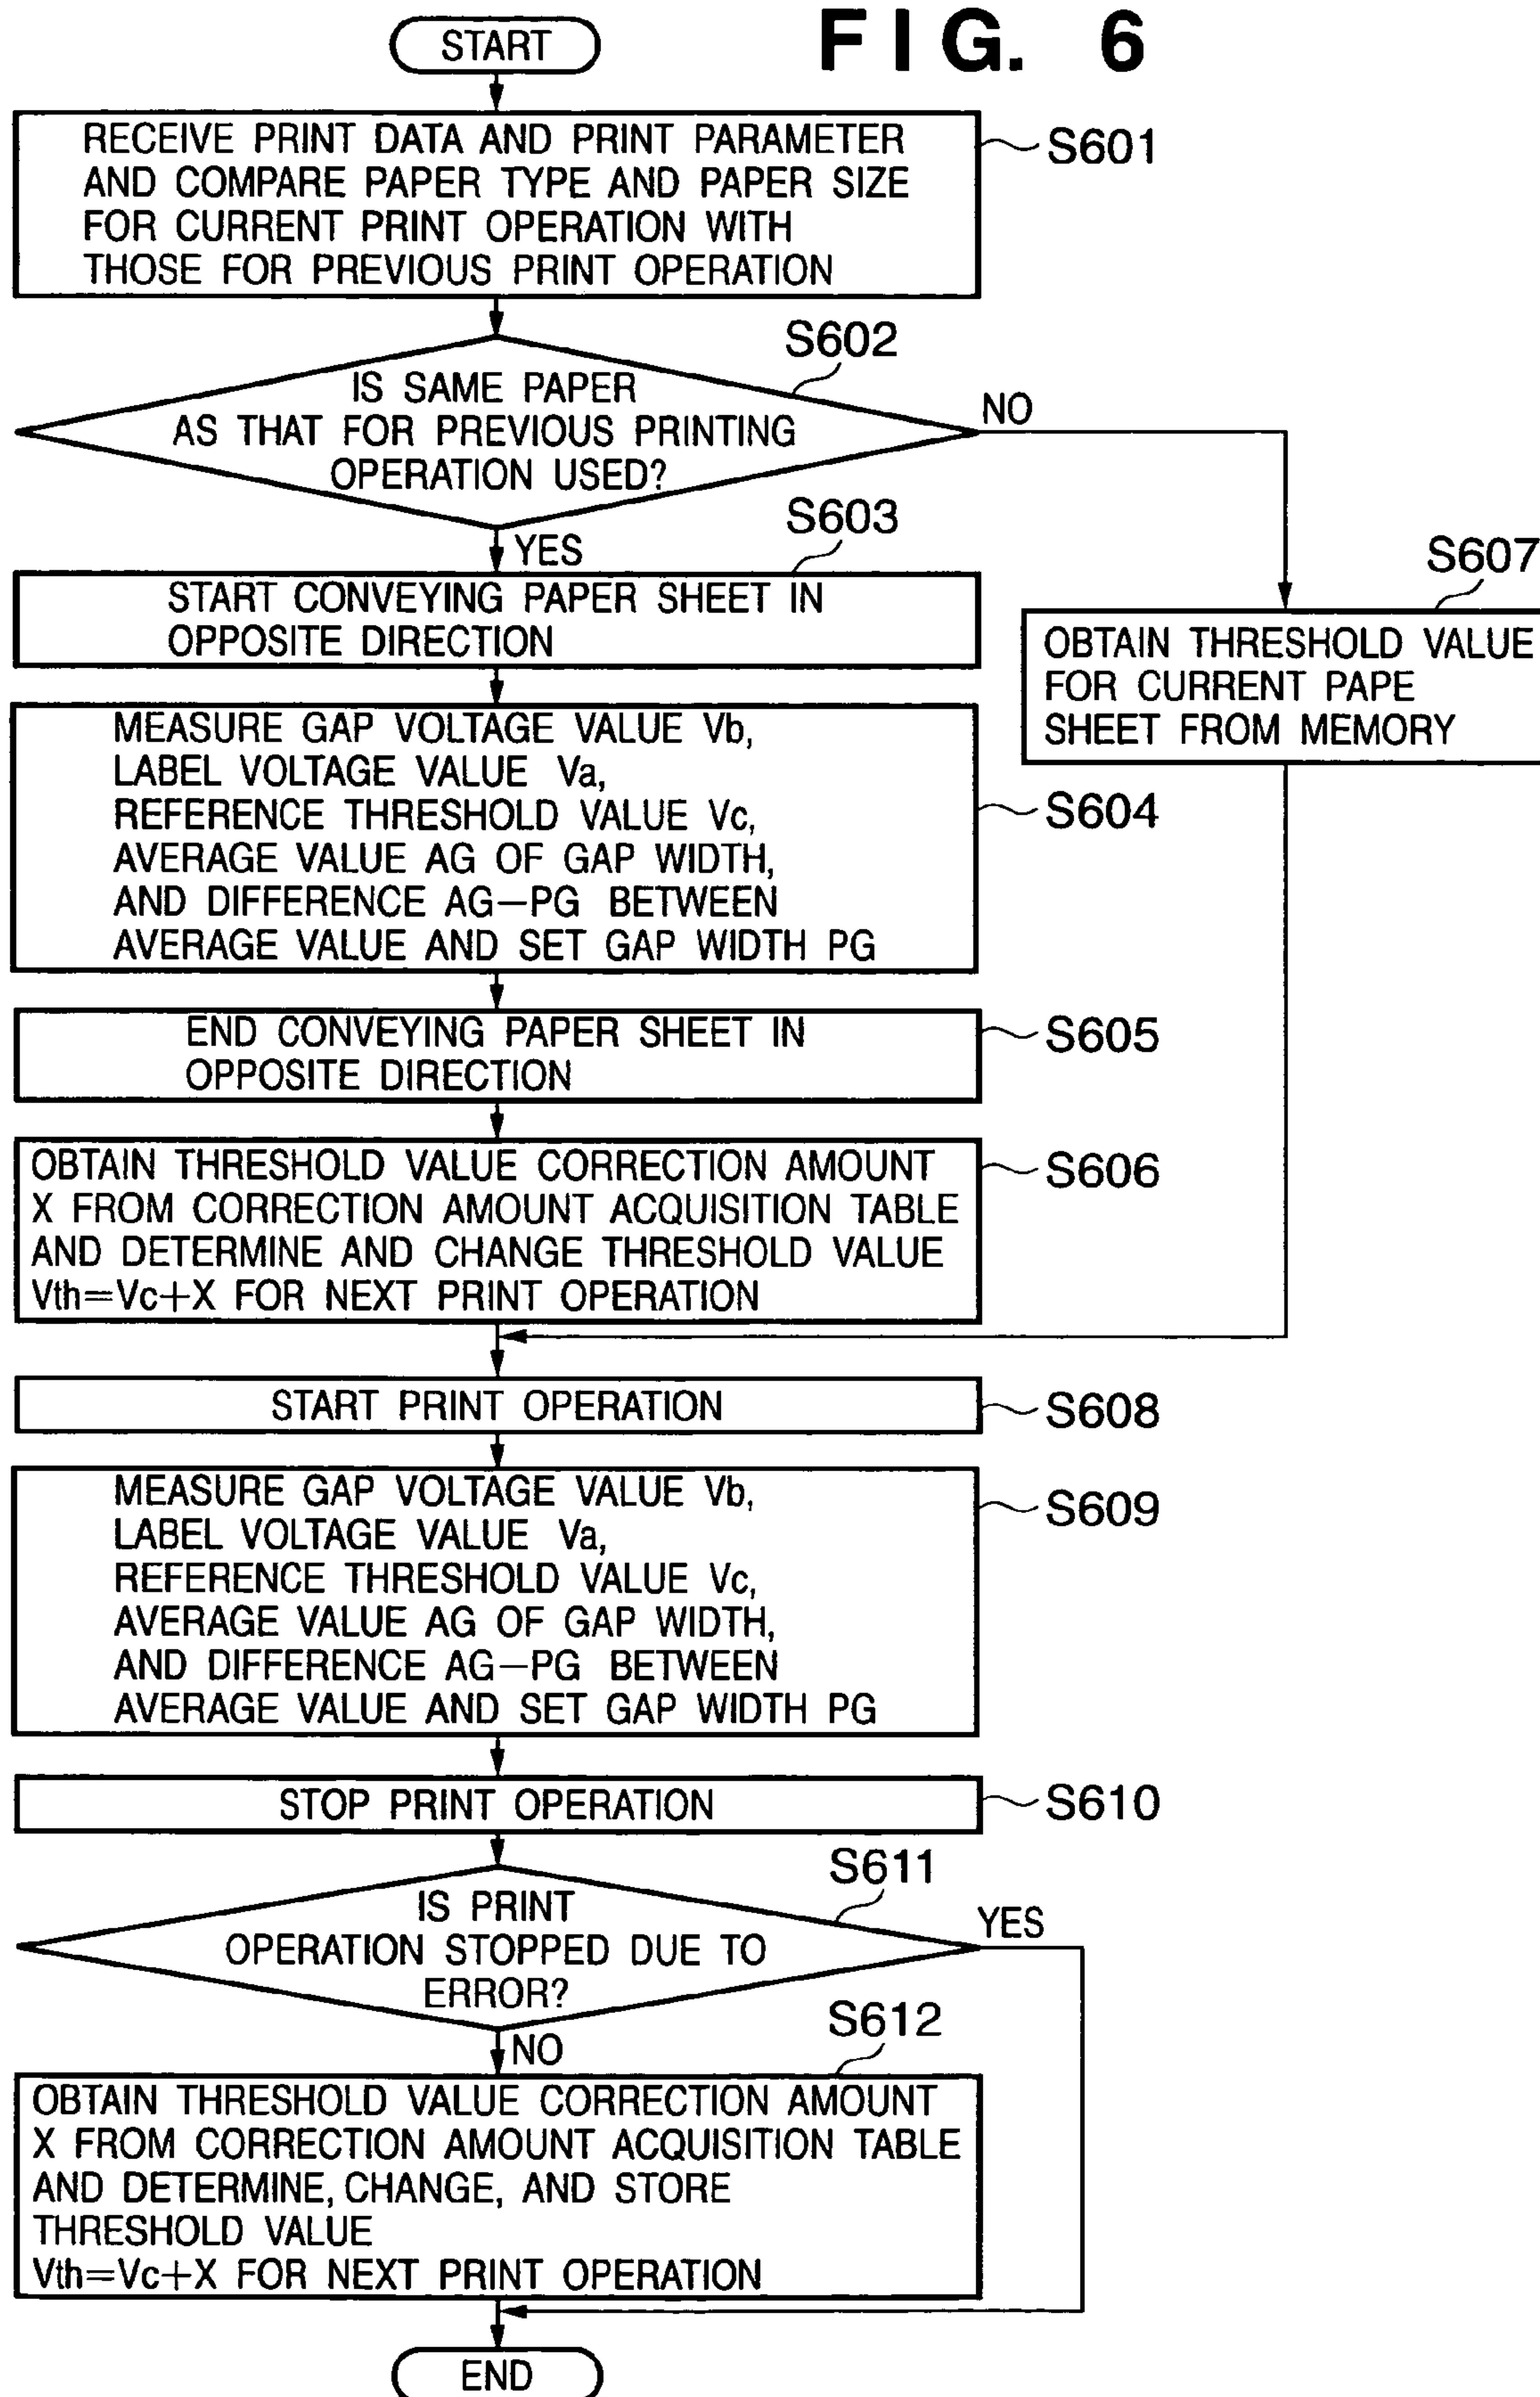 FIG. 6
START
RECEIVE PRINT DATA AND PRINT PARAMETER
AND COMPARE PAPER TYPE AND PAPER SIZE
FOR CURRENT PRINT OPERATION WITH
THOSE FOR PREVIOUS PRINT OPERATION
S601
S602
IS SAME PAPER
AS THAT FOR PREVIOUS PRINTING
OPERATION USED?
NO
YES
S603
START CONVEYING PAPER SHEET IN
OPPOSITE DIRECTION
S607
OBTAIN THRESHOLD VALUE
FOR CURRENT PAPE
SHEET FROM MEMORY
MEASURE GAP VOLTAGE VALUE Vb,
LABEL VOLTAGE VALUE Va,
REFERENCE THRESHOLD VALUE Vc,
AVERAGE VALUE AG OF GAP WIDTH,
AND DIFFERENCE AG−PG BETWEEN
AVERAGE VALUE AND SET GAP WIDTH PG
S604
END CONVEYING PAPER SHEET IN
OPPOSITE DIRECTION
S605
OBTAIN THRESHOLD VALUE CORRECTION AMOUNT
X FROM CORRECTION AMOUNT ACQUISITION TABLE
AND DETERMINE AND CHANGE THRESHOLD VALUE
Vth=Vc+X FOR NEXT PRINT OPERATION
S606
START PRINT OPERATION
S608
MEASURE GAP VOLTAGE VALUE Vb,
LABEL VOLTAGE VALUE Va,
REFERENCE THRESHOLD VALUE Vc,
AVERAGE VALUE AG OF GAP WIDTH,
AND DIFFERENCE AG−PG BETWEEN
AVERAGE VALUE AND SET GAP WIDTH PG
S609
STOP PRINT OPERATION
S610
S611
IS PRINT
OPERATION STOPPED DUE TO
ERROR?
YES
NO
S612
OBTAIN THRESHOLD VALUE CORRECTION AMOUNT
X FROM CORRECTION AMOUNT ACQUISITION TABLE
AND DETERMINE, CHANGE, AND STORE
THRESHOLD VALUE
Vth=Vc+X FOR NEXT PRINT OPERATION
END